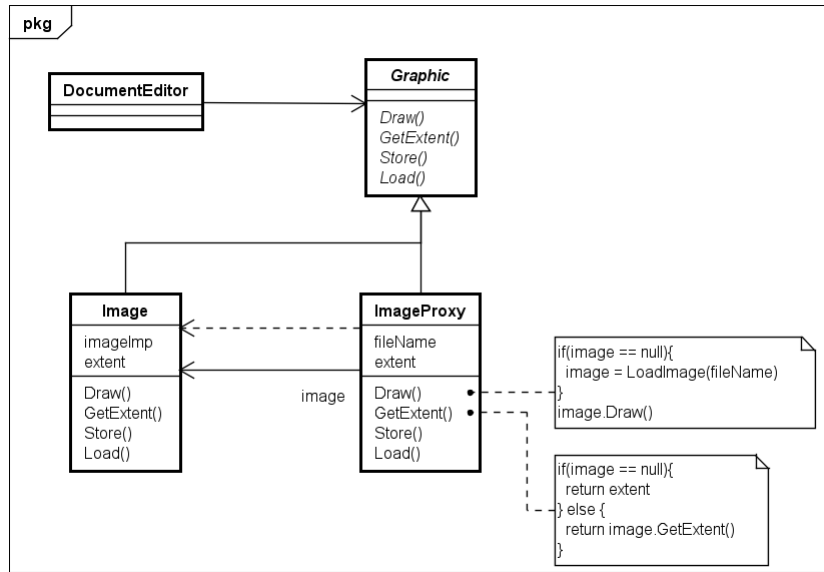 pkg
DocumentEditor
Graphic
Draw()
GetExtent()
Store()
Load()
Image
imageImp
extent
Draw()
GetExtent()
Store()
Load()
image
ImageProxy
fileName
extent
Draw()
GetExtent()
Store()
Load()
if(image == null){
image = LoadImage(fileName)
}
image.Draw()
if(image == null){
return extent
} else {
return image.GetExtent()
}